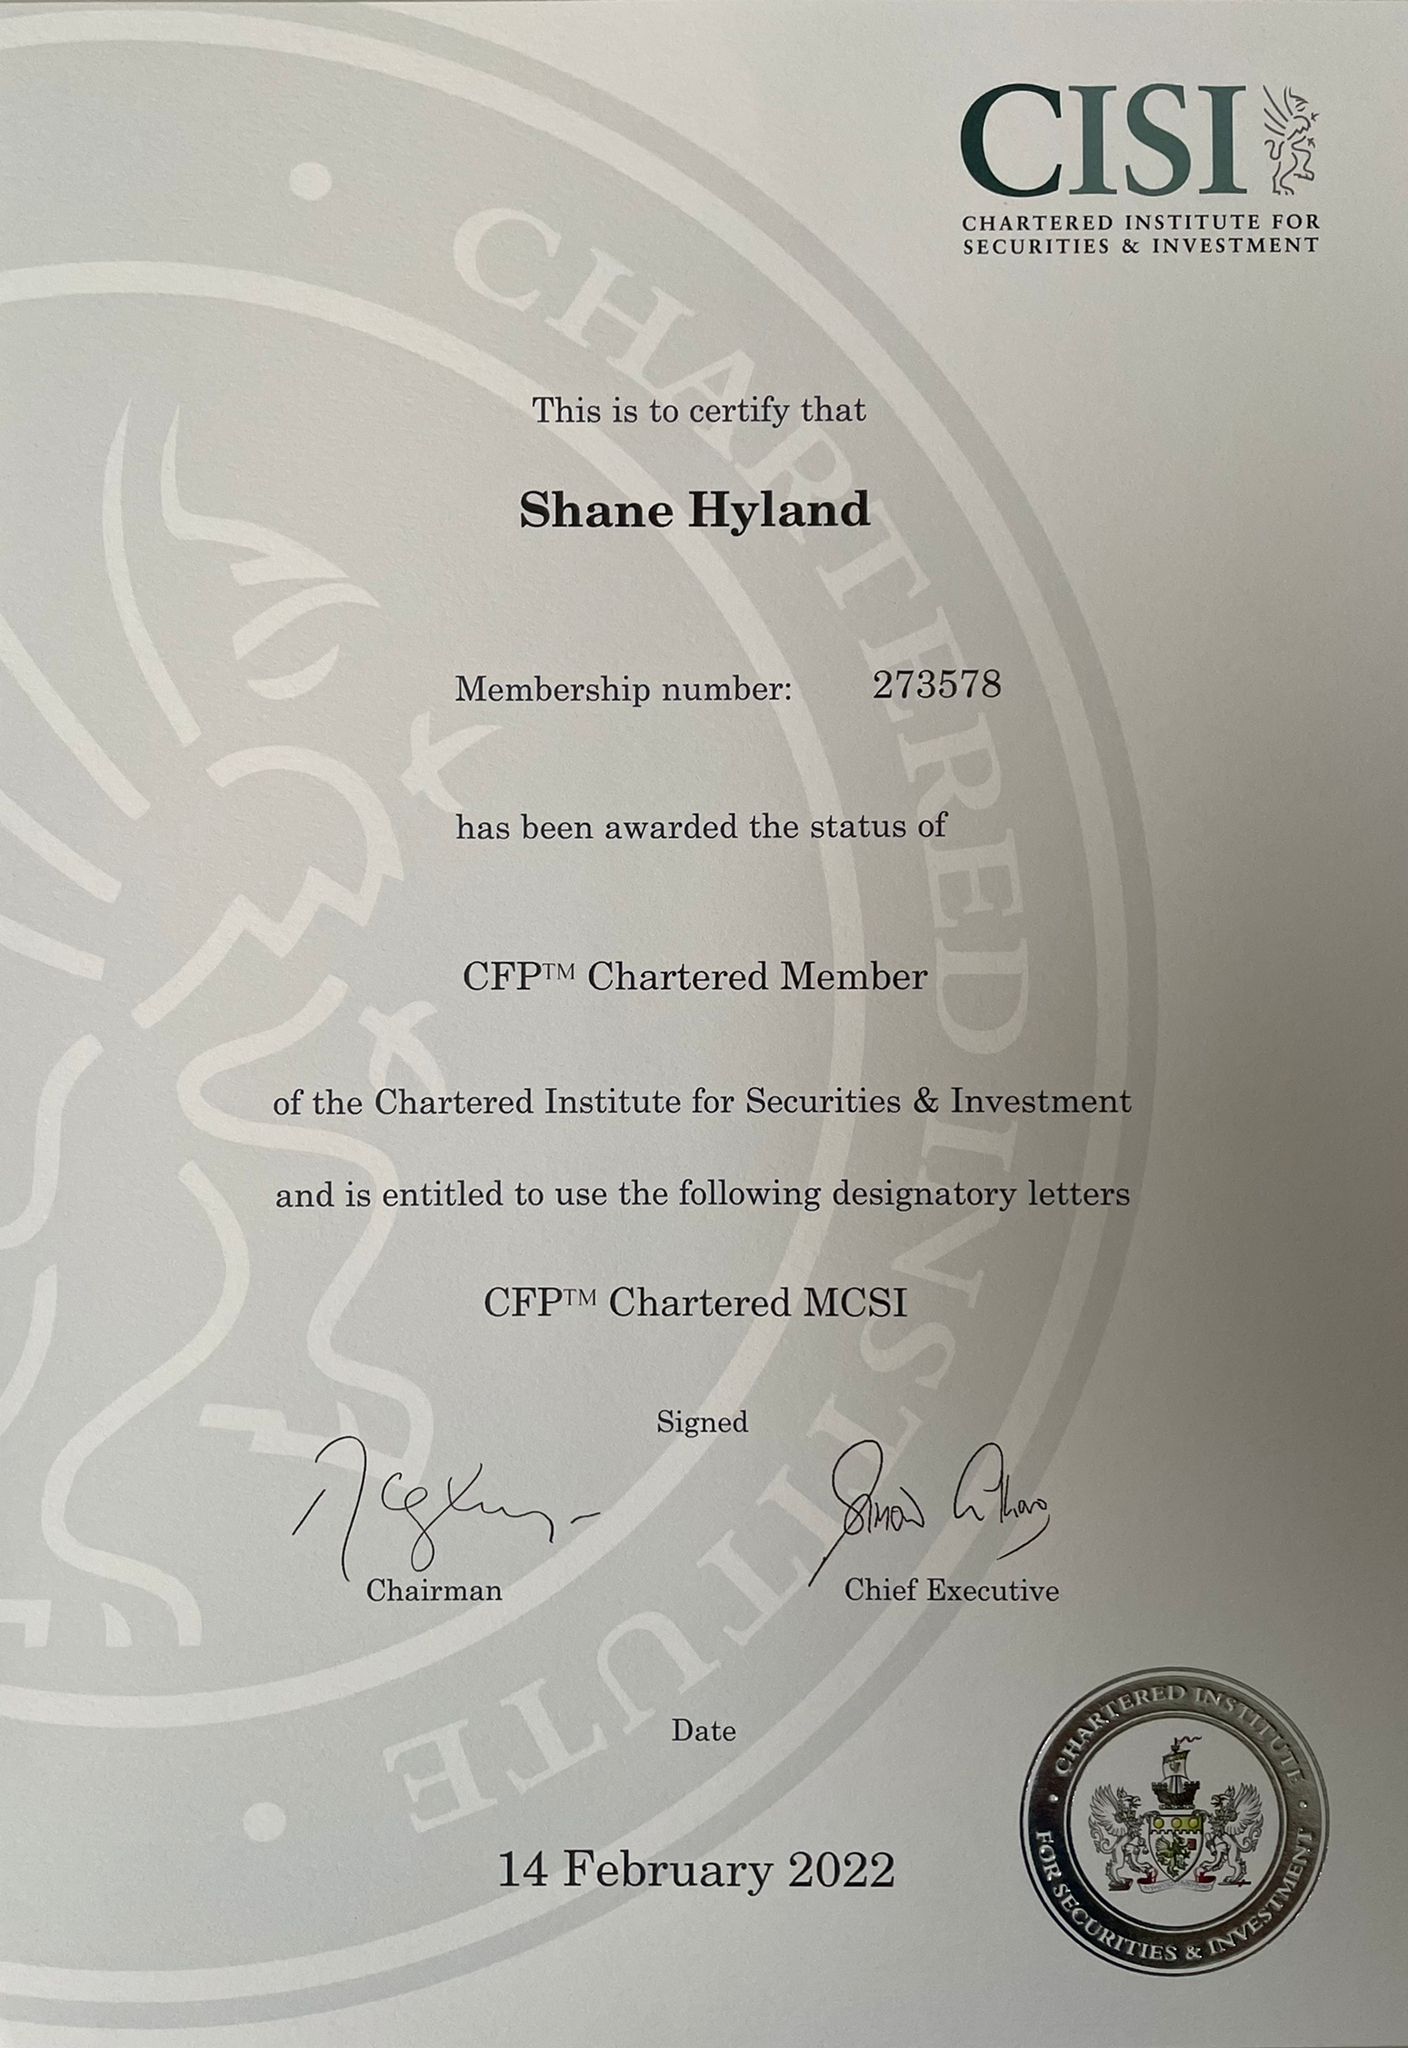 CISI
CHARTERED INSTITUTE FOR
SECURITIES & INVESTMENT
This is to certify that
Shane Hyland
Membership number: 273578
has been awarded the status of
CFP™ Chartered Member
of the Chartered Institute for Securities & Investment
and is entitled to use the following designatory letters
CFP™ Chartered MCSI
Signed
Chairman
Chief Executive
Date
14 February 2022
CHARTERED INSTITUTE
FOR SECURITIES & INVESTMENT
CHARTERED INSTITUTE